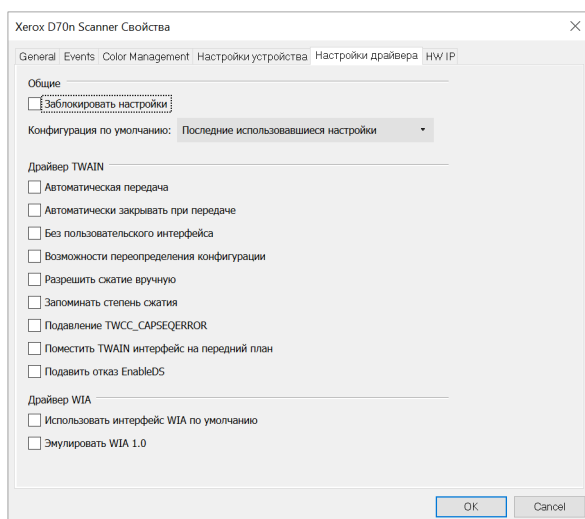 Xerox D70n Scanner Свойства
General Events Color Management Настройки устройства Настройки драйвера HW IP
Общие
Заблокировать настройки
Конфигурация по умолчанию: Последние использовавшиеся настройки
Драйвер TWAIN
Автоматическая передача
Автоматически закрывать при передаче
Без пользовательского интерфейса
Возможности переопределения конфигурации
Разрешить сжатие вручную
Запоминать степень сжатия
Подавление TWCC_CAPSEQERROR
Поместить TWAIN интерфейс на передний план
Подавить отказ EnableDS
Драйвер WIA
Использовать интерфейс WIA по умолчанию
Эмулировать WIA 1.0
OK Cancel